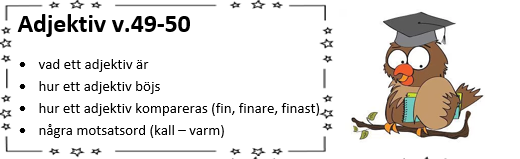 Adjektiv v.49-50
• vad ett adjektiv är
• hur ett adjektiv böjs
• hur ett adjektiv kompareras (fin, finare, finast)
• några motsatsord (kall – varm)